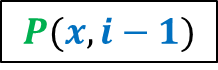 P(x, i − 1)